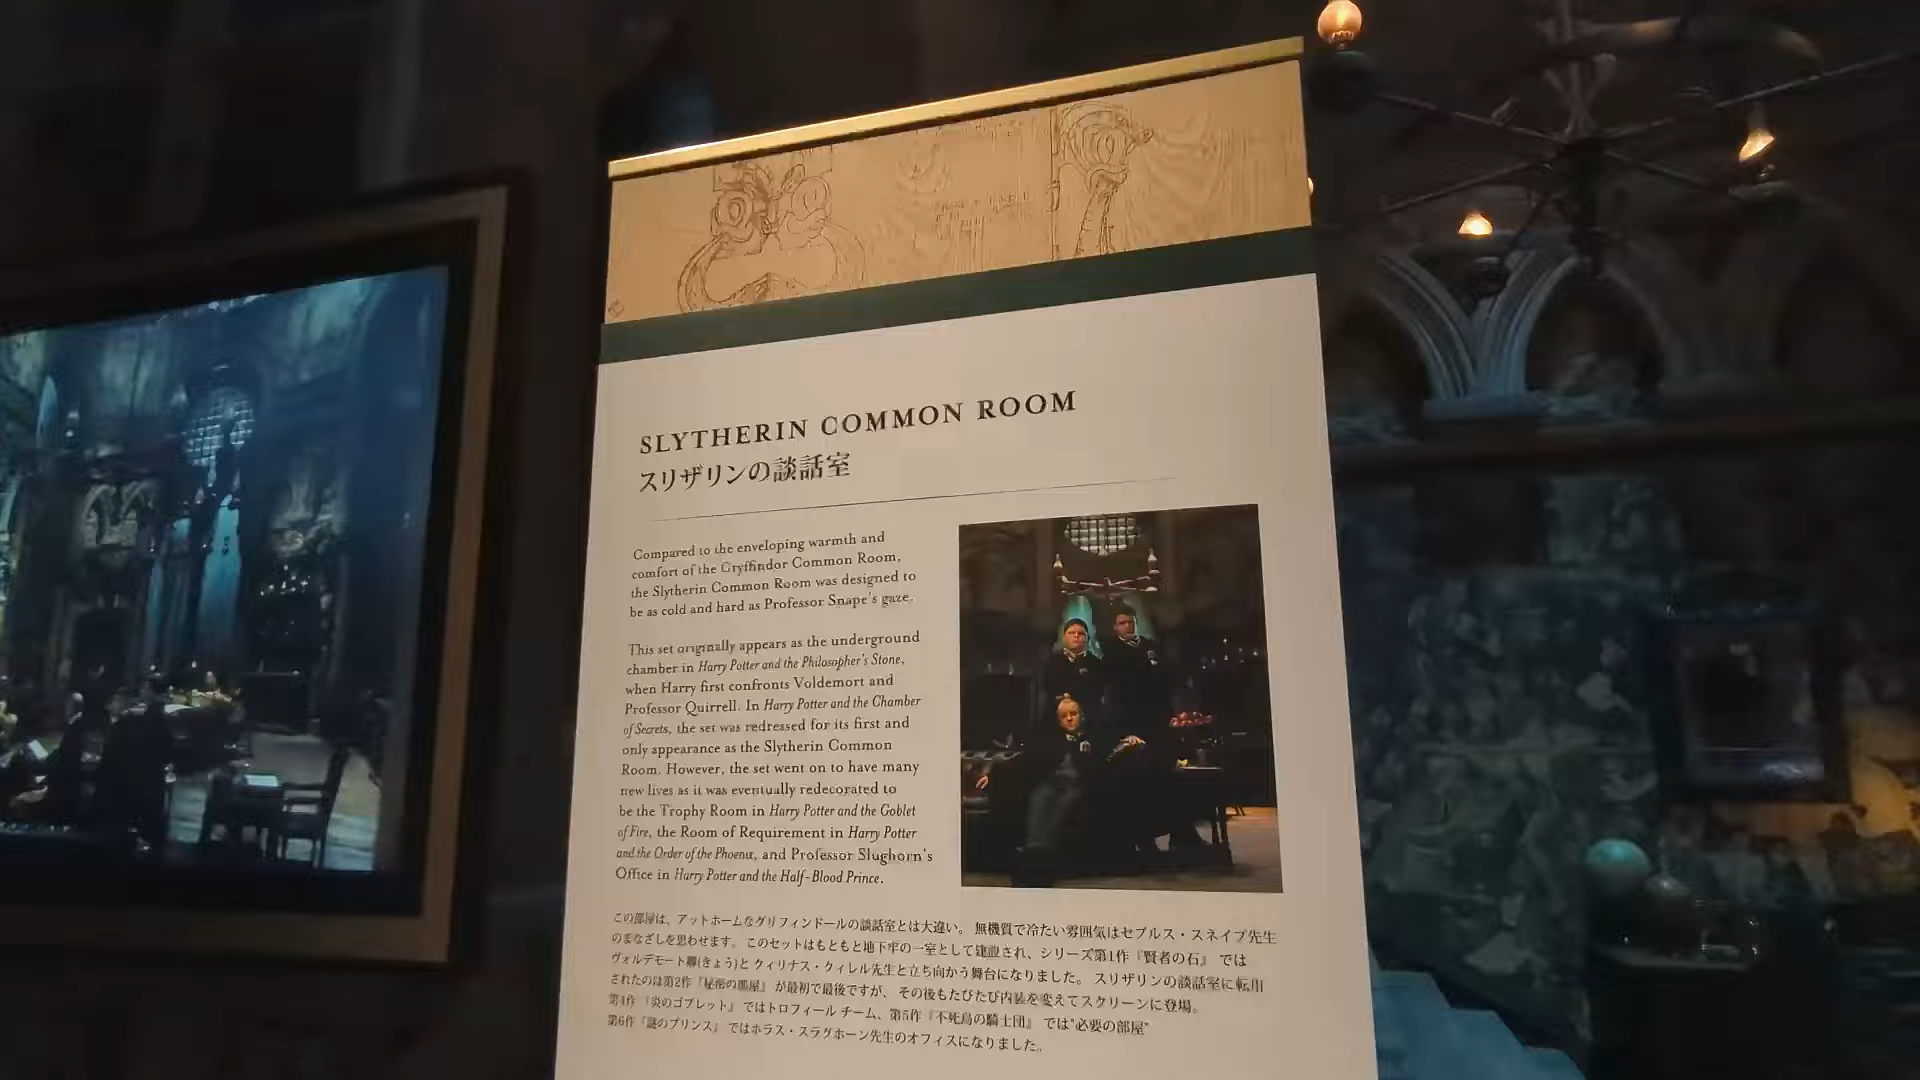 SLYTHERIN COMMON ROOM
スリザリンの談話室
Compared to the enveloping warmth and
comfort of the Gryffindor Common Room,
the Slytherin Common Room was designed to
be as cold and hard as Professor Snape's gaze.
This set originally appears as the underground
chamber in Harry Potter and the Philosopher's Stone,
when Harry first confronts Voldemort and
Professor Quirrell. In Harry Potter and the Chamber
of Secrets, the set was redressed for its first and
only appearance as the Slytherin Common
Room. However, the set went on to have many
new lives as it was eventually redecorated to
be the Trophy Room in Harry Potter and the Goblet
of Fire, the Room of Requirement in Harry Potter
and the Order of the Phoenix, and Professor Slughorn's
Office in Harry Potter and the Half-Blood Prince.
この部屋は、アットホームなグリフィンドールの談話室とは大違い。無機質で冷たい雰囲気はセブルス・スネイプ先生
のまなざしを思わせます。このセットはもともと地下牢の一室として建設され、シリーズ第1作『賢者の石』では
ヴォルデモート卿(きょう)とクィリナス・クィレル先生と立ち向かう舞台になりました。スリザリンの談話室に転用
されたのは第2作『秘密の部屋』が最初で最後ですが、その後もたびたび内装を変えてスクリーンに登場。
第4作『炎のゴブレット』ではトロフィールチーム、第5作『不死鳥の騎士団』では"必要の部屋"
第6作『謎のプリンス』ではホラス・スラグホーン先生のオフィスになりました。